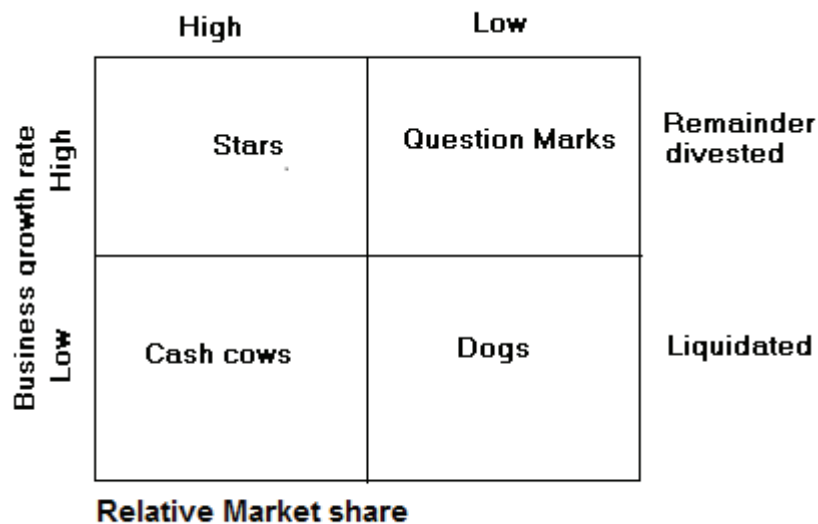 High
Low
Business growth rate
High
Stars
Question Marks
Remainder
divested
Low
Cash cows
Dogs
Liquidated
Relative Market share